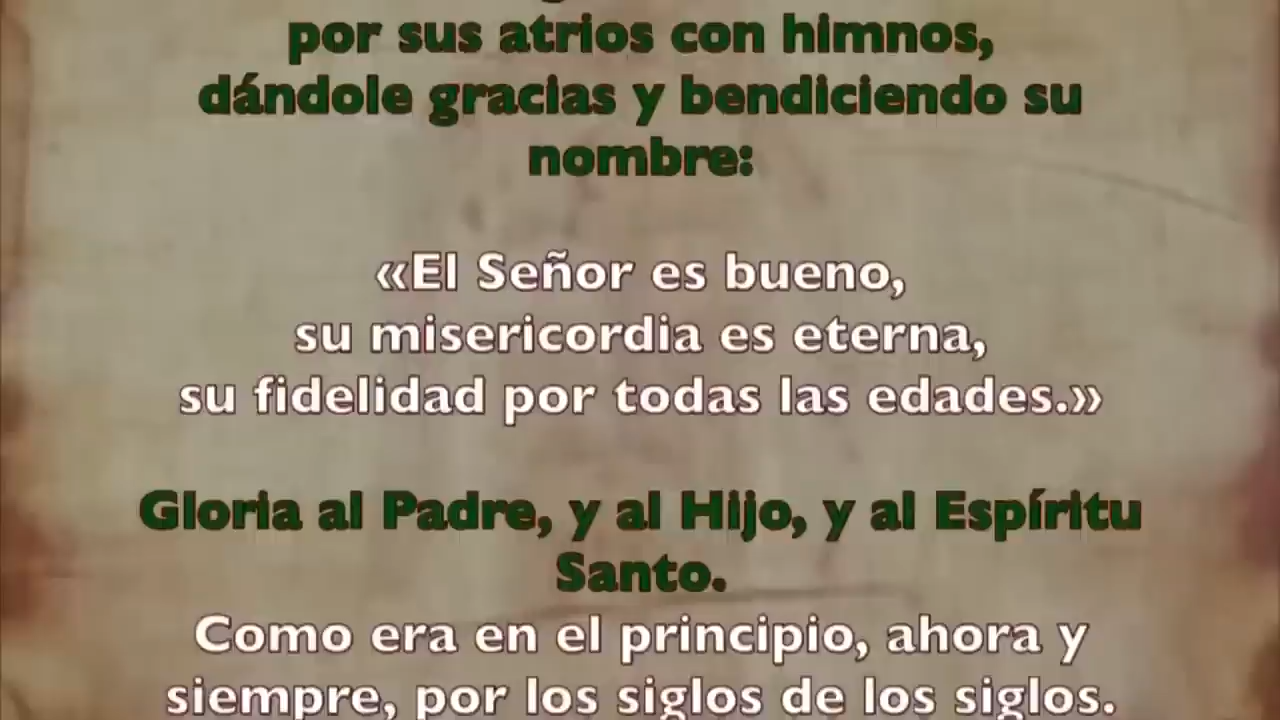 por sus atrios con himnos,
dándole gracias y bendiciendo su
nombre:
«El Señor es bueno,
su misericordia es eterna,
su fidelidad por todas las edades.»
Gloria al Padre, y al Hijo, y al Espíritu
Santo.
Como era en el principio, ahora y
siempre, por los siglos de los siglos.